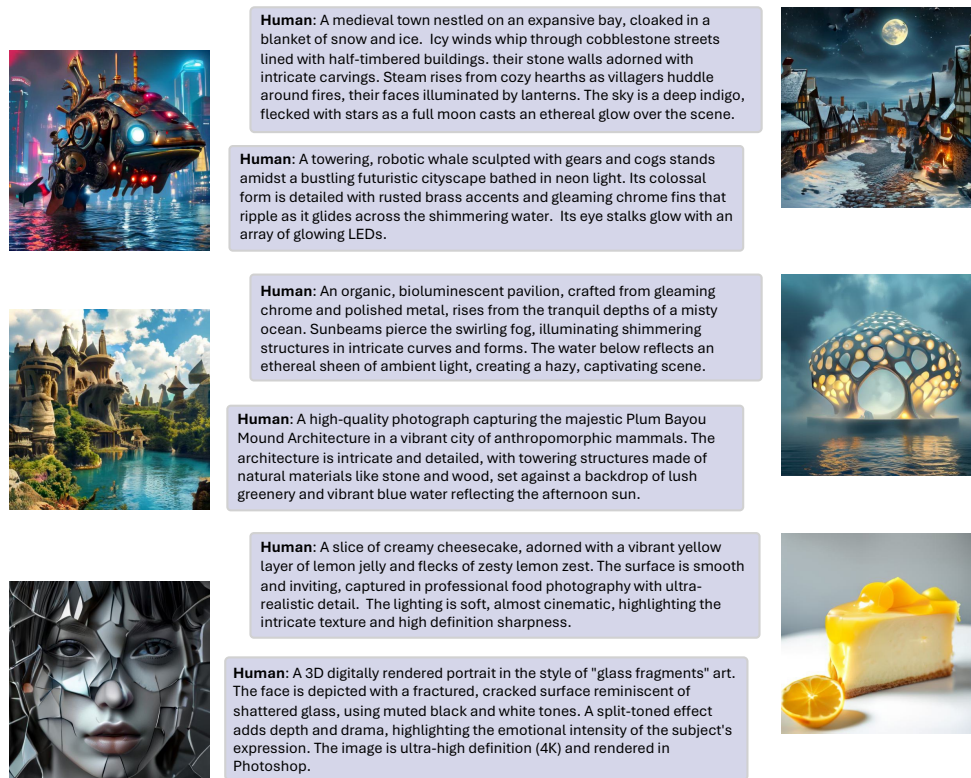 Human: A medieval town nestled on an expansive bay, cloaked in a
blanket of snow and ice.  Icy winds whip through cobblestone streets
lined with half-timbered buildings. their stone walls adorned with
intricate carvings. Steam rises from cozy hearths as villagers huddle
around fires, their faces illuminated by lanterns. The sky is a deep indigo,
flecked with stars as a full moon casts an ethereal glow over the scene.
Human: A towering, robotic whale sculpted with gears and cogs stands
amidst a bustling futuristic cityscape bathed in neon light. Its colossal
form is detailed with rusted brass accents and gleaming chrome fins that
ripple as it glides across the shimmering water.  Its eye stalks glow with an
array of glowing LEDs.
Human: An organic, bioluminescent pavilion, crafted from gleaming
chrome and polished metal, rises from the tranquil depths of a misty
ocean. Sunbeams pierce the swirling fog, illuminating shimmering
structures in intricate curves and forms. The water below reflects an
ethereal sheen of ambient light, creating a hazy, captivating scene.
Human: A high-quality photograph capturing the majestic Plum Bayou
Mound Architecture in a vibrant city of anthropomorphic mammals. The
architecture is intricate and detailed, with towering structures made of
natural materials like stone and wood, set against a backdrop of lush
greenery and vibrant blue water reflecting the afternoon sun.
Human: A slice of creamy cheesecake, adorned with a vibrant yellow
layer of lemon jelly and flecks of zesty lemon zest. The surface is smooth
and inviting, captured in professional food photography with ultra-
realistic detail.  The lighting is soft, almost cinematic, highlighting the
intricate texture and high definition sharpness.
Human: A 3D digitally rendered portrait in the style of "glass fragments" art.
The face is depicted with a fractured, cracked surface reminiscent of
shattered glass, using muted black and white tones. A split-toned effect
adds depth and drama, highlighting the emotional intensity of the subject's
expression. The image is ultra-high definition (4K) and rendered in
Photoshop.